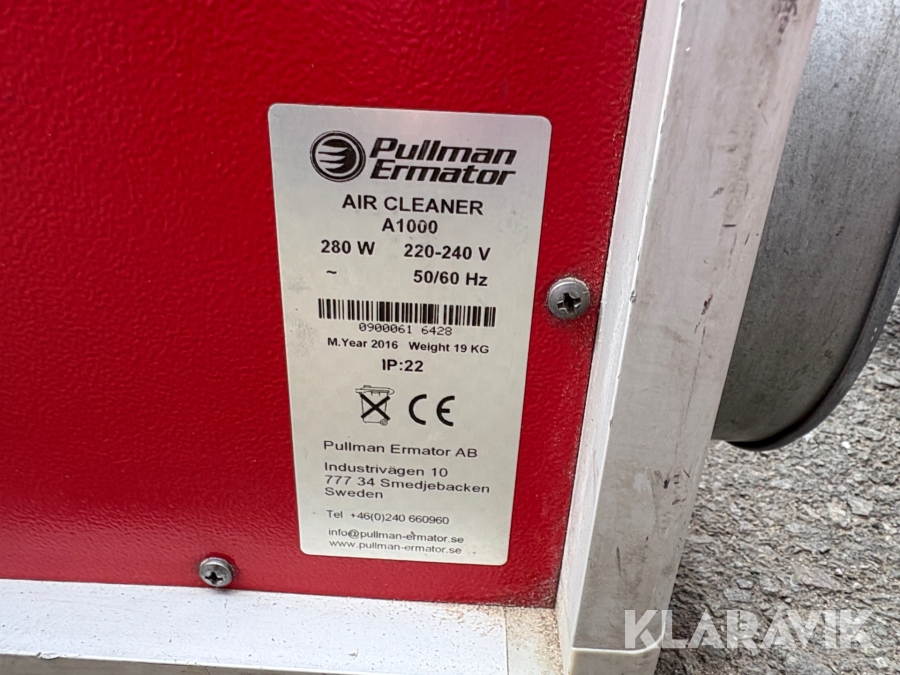 Pullman
Ermator
AIR CLEANER
A1000
280 W 220-240 V
~ 50/60 Hz
0900061 6428
M.Year 2016 Weight 19 KG
IP:22
CE
Pullman Ermator AB
Industrivägen 10
777 34 Smedjebacken
Sweden
Tel +46(0)240 660960
info@pullman-ermator.se
www.pullman-ermator.se
KLARAVIK